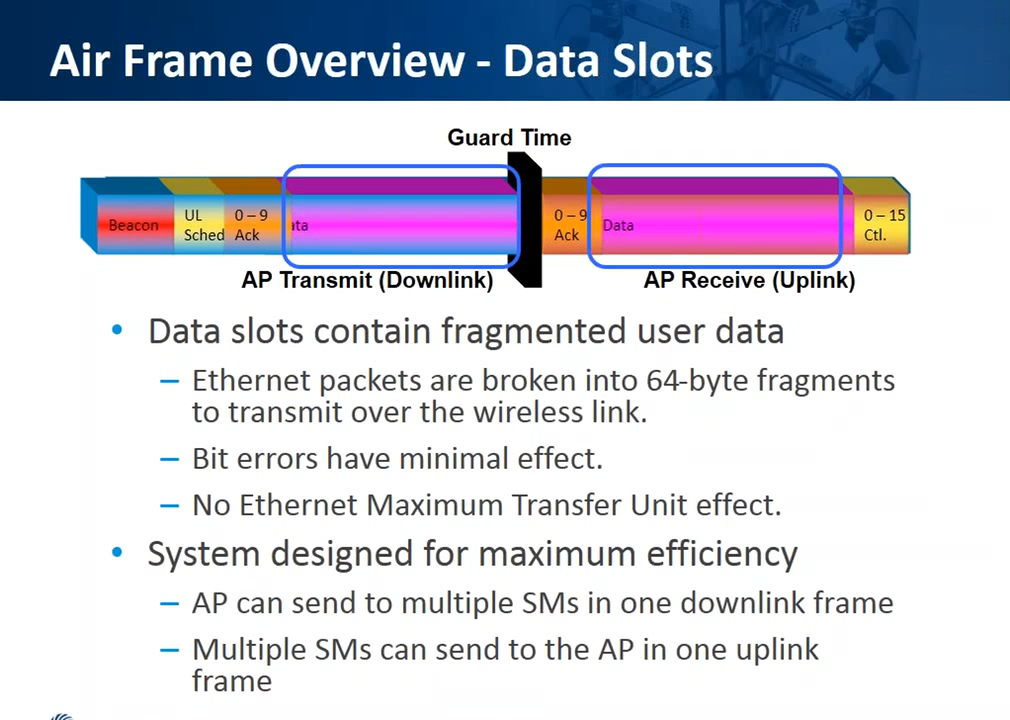 Air Frame Overview - Data Slots
Guard Time
Beacon
UL
Sched
0 – 9
Ack
ata
0 – 9
Ack
Data
0 – 15
Ctl.
AP Transmit (Downlink)
AP Receive (Uplink)
• Data slots contain fragmented user data
– Ethernet packets are broken into 64-byte fragments
to transmit over the wireless link.
– Bit errors have minimal effect.
– No Ethernet Maximum Transfer Unit effect.
• System designed for maximum efficiency
– AP can send to multiple SMs in one downlink frame
– Multiple SMs can send to the AP in one uplink
frame